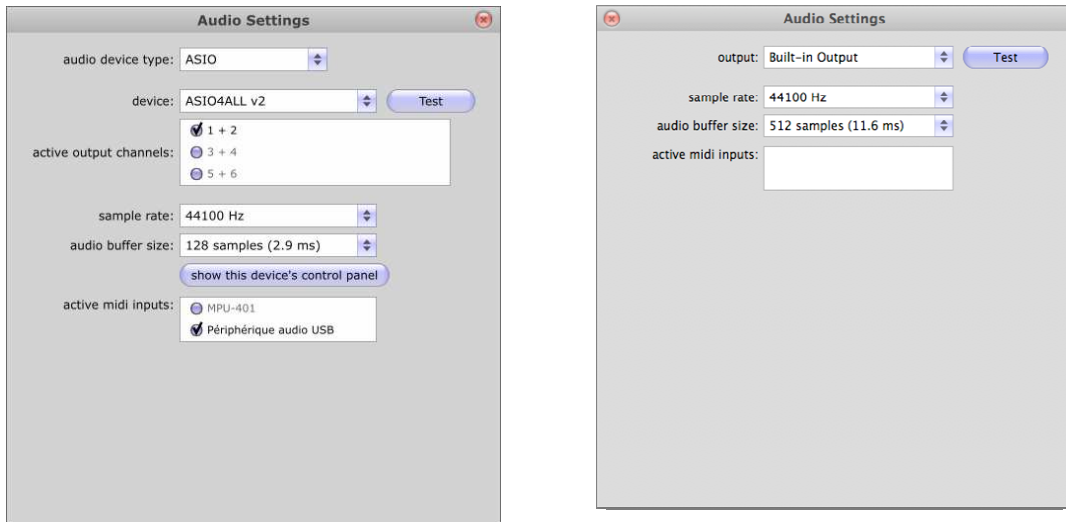 Audio Settings
audio device type: ASIO
device: ASIO4ALL v2 Test
active output channels:
1 + 2
3 + 4
5 + 6
sample rate: 44100 Hz
audio buffer size: 128 samples (2.9 ms)
show this device's control panel
active midi inputs:
MPU-401
Périphérique audio USB
Audio Settings
output: Built-in Output Test
sample rate: 44100 Hz
audio buffer size: 512 samples (11.6 ms)
active midi inputs: